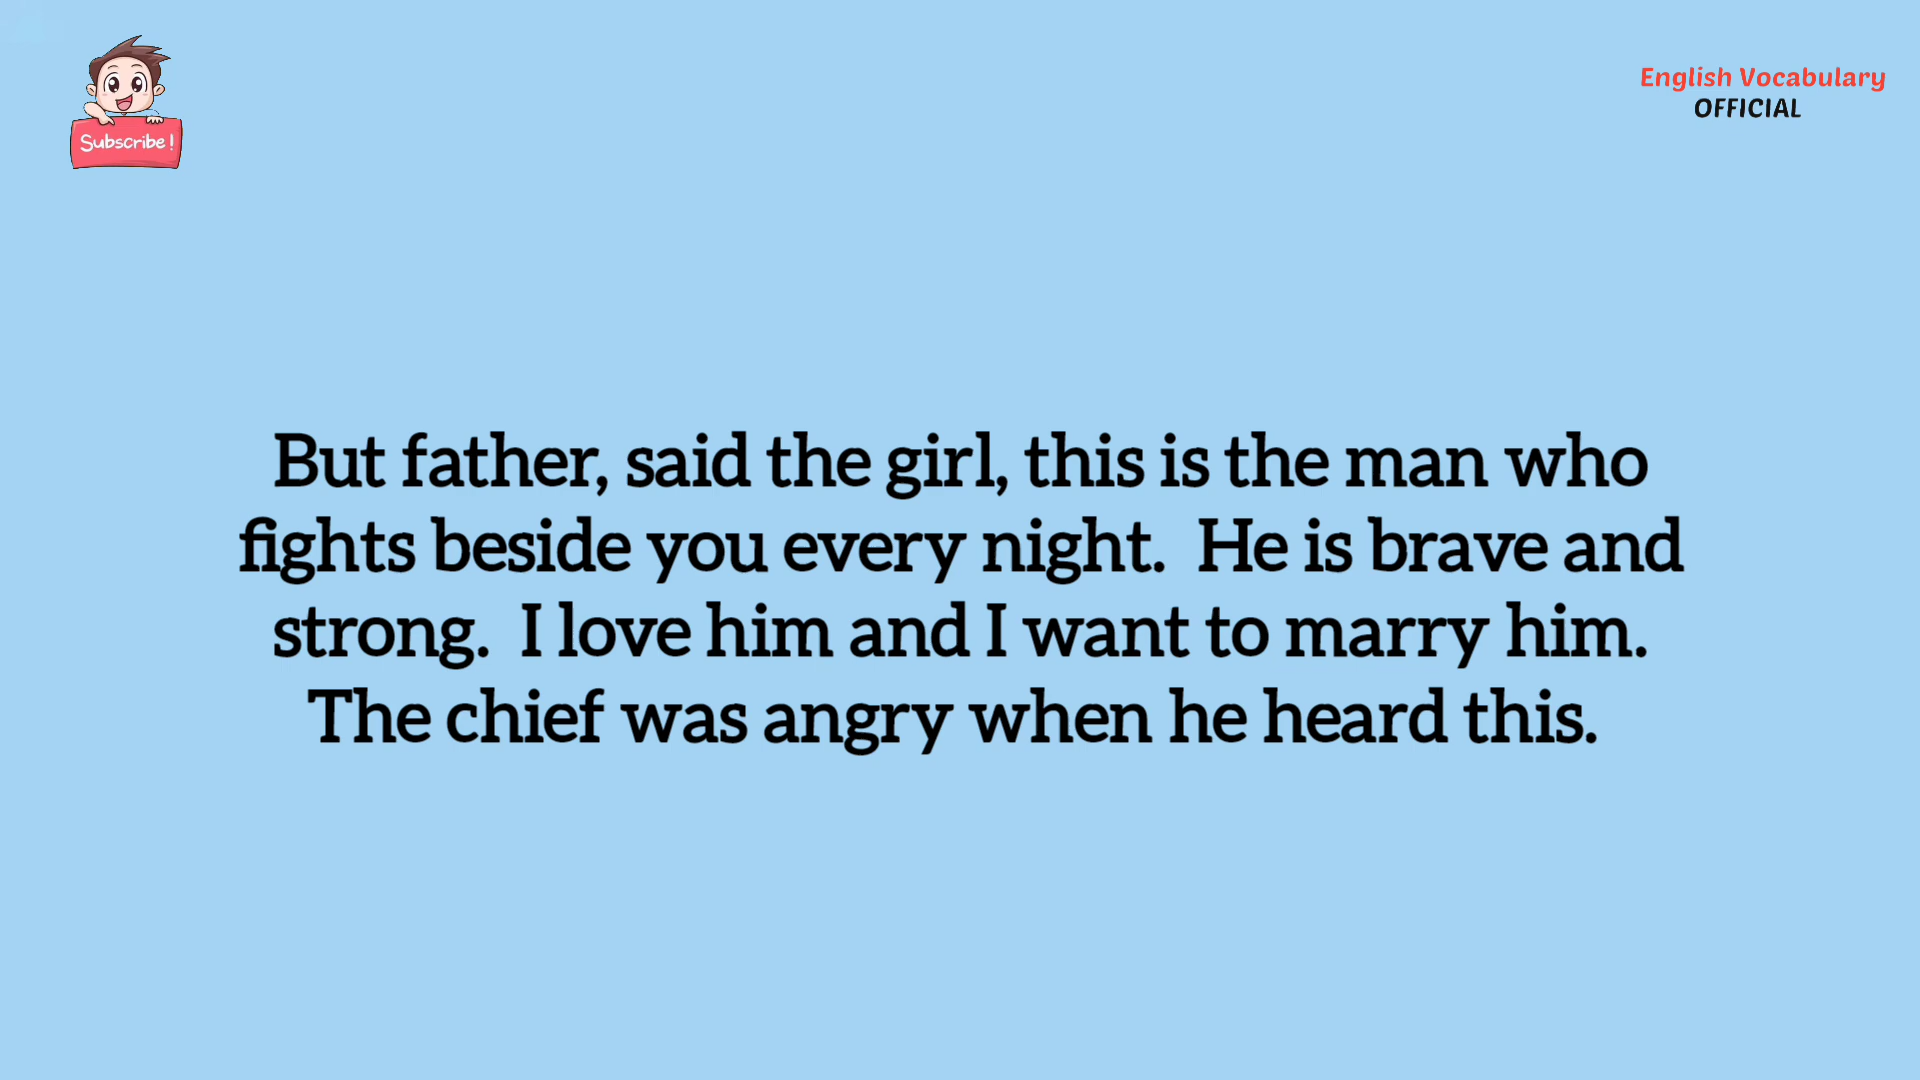 Subscribe!
English Vocabulary
OFFICIAL
But father, said the girl, this is the man who
fights beside you every night.  He is brave and
strong.  I love him and I want to marry him.
The chief was angry when he heard this.